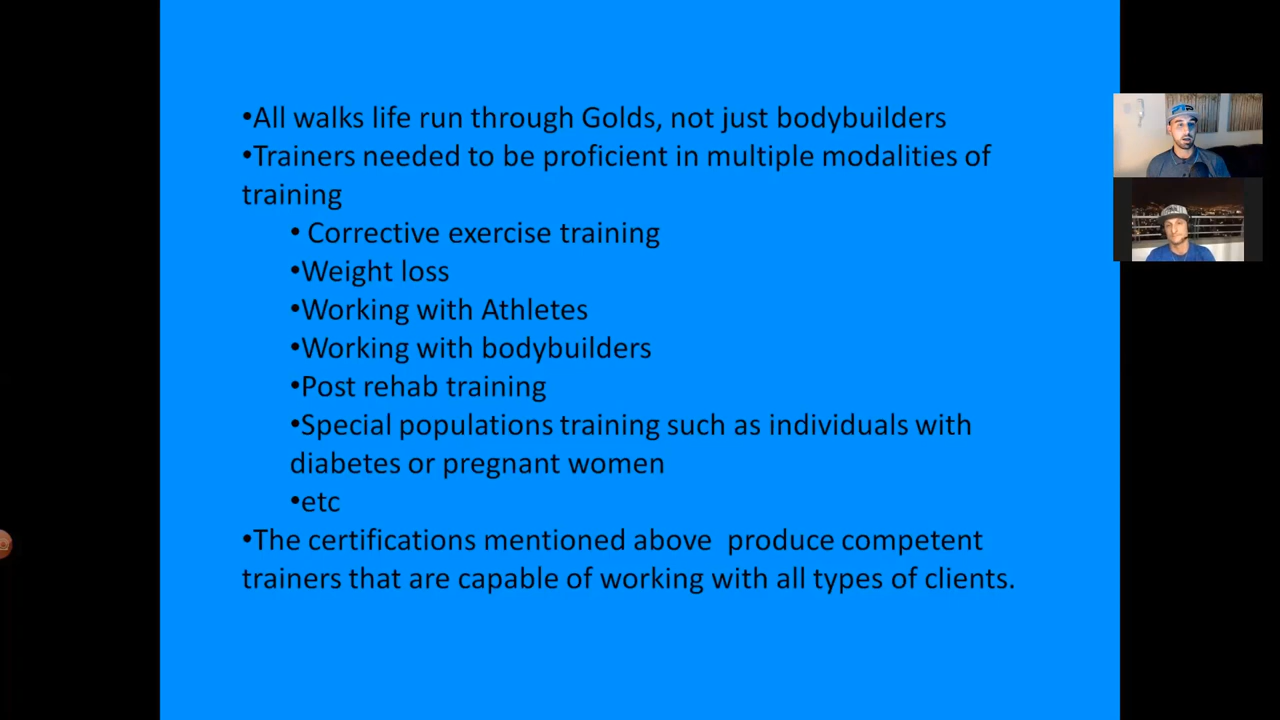 •All walks life run through Golds, not just bodybuilders
•Trainers needed to be proficient in multiple modalities of
training
• Corrective exercise training
•Weight loss
•Working with Athletes
•Working with bodybuilders
•Post rehab training
•Special populations training such as individuals with
diabetes or pregnant women
•etc
•The certifications mentioned above  produce competent
trainers that are capable of working with all types of clients.